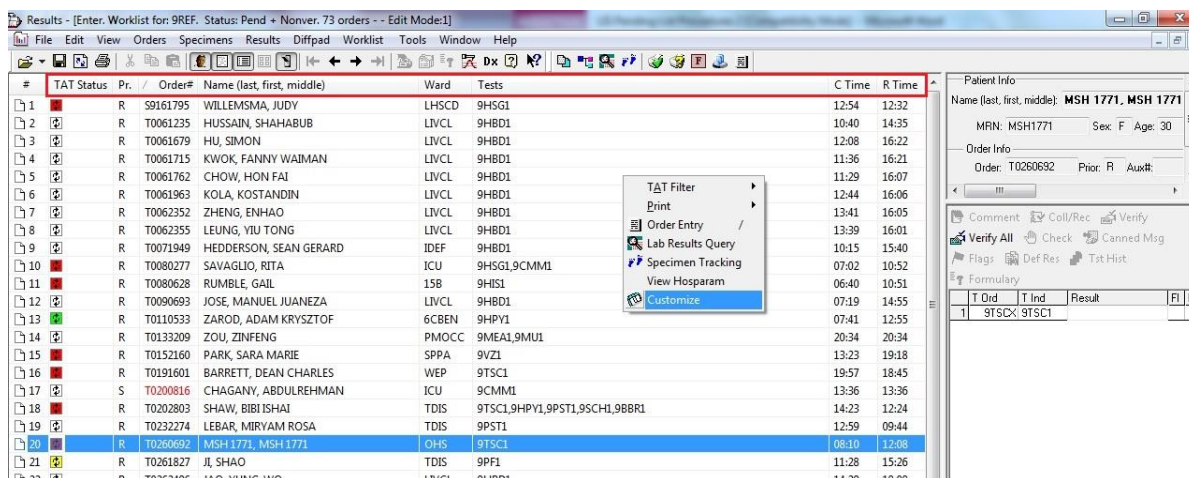 Results - [Enter. Worklist for: 9REF. Status: Pend + Nonver. 73 orders - - Edit Mode:1]
File Edit View Orders Specimens Results Diffpad Worklist Tools Window Help
# TAT Status Pr. / Order# Name (last, first, middle) Ward Tests C Time R Time
1 R S9161795 WILLEMSMA, JUDY LHSCD 9HSG1 12:54 12:32
2 R T0061235 HUSSAIN, SHAHABUB LIVCL 9HBD1 10:40 14:35
3 R T0061679 HU, SIMON LIVCL 9HBD1 12:08 16:22
4 R T0061715 KWOK, FANNY WAIMAN LIVCL 9HBD1 11:36 16:21
5 R T0061762 CHOW, HON FAI LIVCL 9HBD1 11:29 16:07
6 R T0061963 KOLA, KOSTANDIN LIVCL 9HBD1 12:44 16:06
7 R T0062352 ZHENG, ENHAO LIVCL 9HBD1 13:41 16:05
8 R T0062355 LEUNG, YIU TONG LIVCL 9HBD1 13:39 16:01
9 R T0071949 HEDDERSON, SEAN GERARD IDEF 9HBD1 10:15 15:40
10 R T0080277 SAVAGLIO, RITA ICU 9HSG1,9CMM1 07:02 10:52
11 R T0080628 RUMBLE, GAIL 15B 9HIS1 06:40 10:51
12 R T0090693 JOSE, MANUEL JUANEZA LIVCL 9HBD1 07:19 14:55
13 R T0110533 ZAROD, ADAM KRYSZTOF 6CBEN 9HPY1 07:41 12:55
14 R T0133209 ZOU, ZINFENG PMOCC 9MEA1,9MU1 20:34 20:34
15 R T0152160 PARK, SARA MARIE SPPA 9VZ1 13:23 19:18
16 R T0191601 BARRETT, DEAN CHARLES WEP 9TSC1 19:57 18:45
17 S T0200816 CHAGANY, ABDULREHMAN ICU 9CMM1 13:36 13:36
18 R T0202803 SHAW, BIBI ISHAI TDIS 9TSC1,9HPY1,9PST1,9SCH1,9BBR1 14:23 12:24
19 R T0232274 LEBAR, MIRYAM ROSA TDIS 9PST1 12:59 09:44
20 R T0260692 MSH 1771, MSH 1771 OHS 9TSC1 08:10 12:08
21 R T0261827 JI, SHAO TDIS 9PF1 11:28 15:26
TAT Filter
Print
Order Entry /
Lab Results Query
Specimen Tracking
View Hosparam
Customize
Patient Info
Name (last, first, middle): MSH 1771, MSH 1771
MRN: MSH1771 Sex: F Age: 30
Order Info
Order: T0260692 Prior: R Aux#:
Comment Coll/Rec Verify
Verify All Check Canned Msg
Flags Def Res Tst Hist
Formulary
T Ord T Ind Result Fl
1 9TSCX 9TSC1